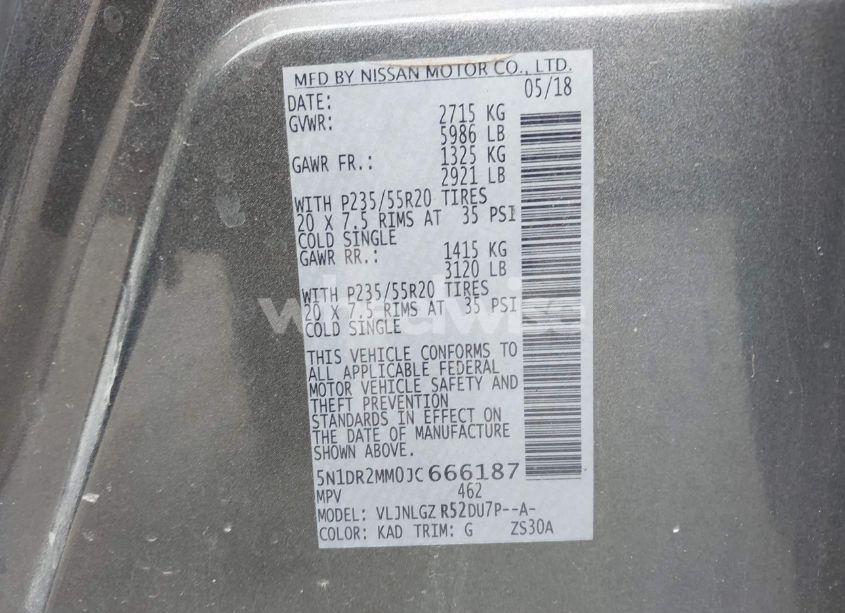 MFD BY NISSAN MOTOR CO., LTD.
DATE: 05/18
GVWR: 2715 KG
5986 LB
GAWR FR.: 1325 KG
2921 LB
WITH P235/55R20 TIRES
20 X 7.5 RIMS AT 35 PSI
COLD SINGLE
GAWR RR.: 1415 KG
3120 LB
WITH P235/55R20 TIRES
20 X 7.5 RIMS AT 35 PSI
COLD SINGLE
THIS VEHICLE CONFORMS TO
ALL APPLICABLE FEDERAL
MOTOR VEHICLE SAFETY AND
THEFT PREVENTION
STANDARDS IN EFFECT ON
THE DATE OF MANUFACTURE
SHOWN ABOVE.
5N1DR2MM0JC666187
MPV 462
MODEL: VLJNLGZ R52DU7P--A-
COLOR: KAD TRIM: G ZS30A